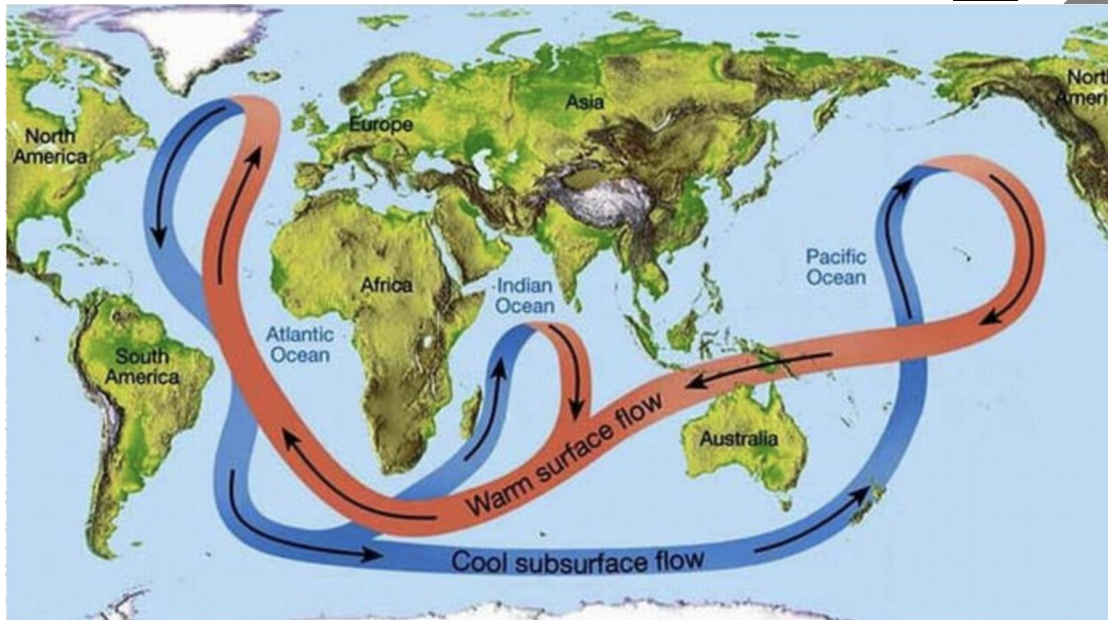 Asia
North
America
Europe
North
Ameri
Pacific
Ocean
Africa
Indian
Ocean
Atlantic
Ocean
South
America
Australia
Warm surface flow
Cool subsurface flow